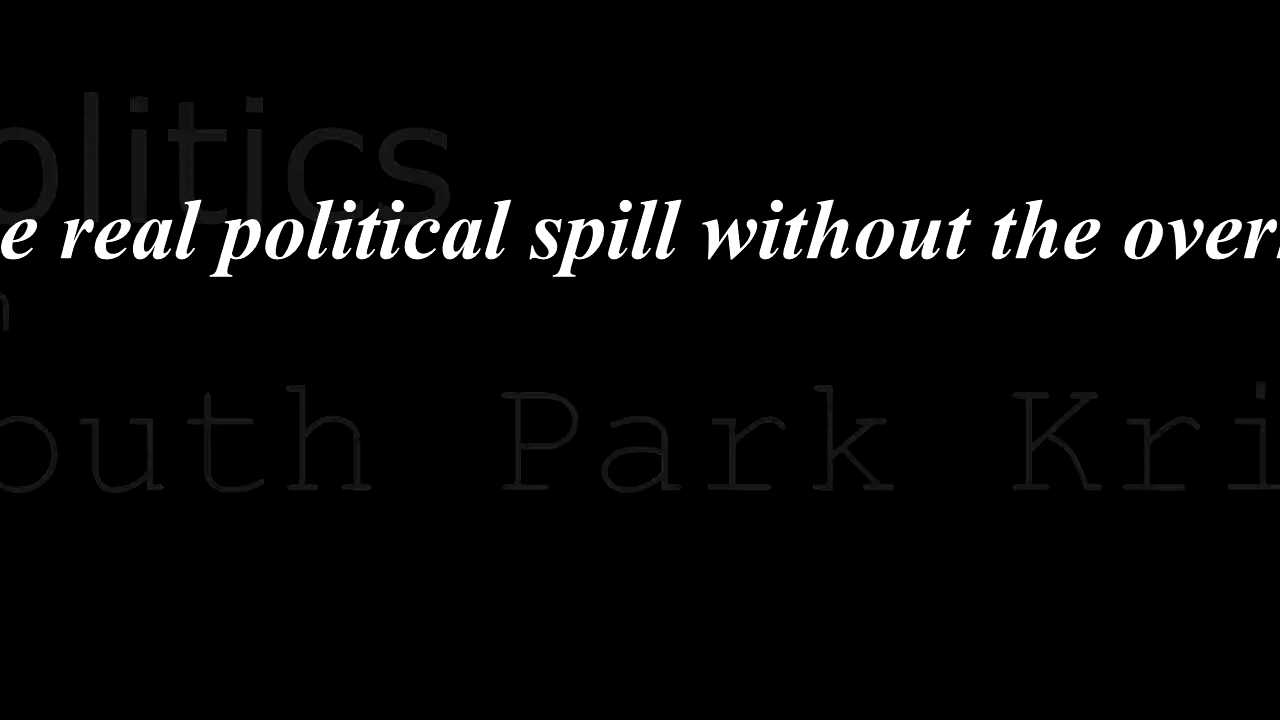 olitics
e real political spill without the over
n
outh Park Kri